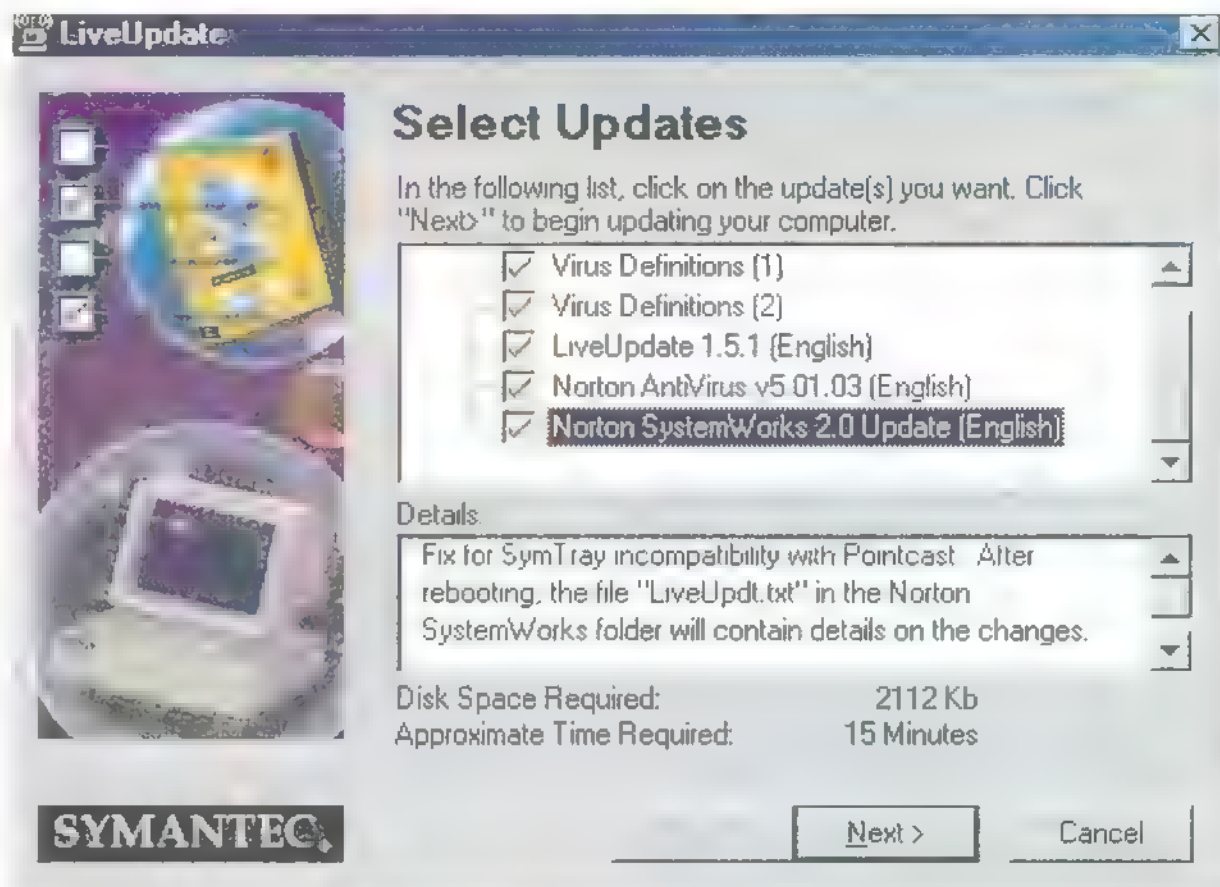 LiveUpdate
Select Updates
In the following list, click on the update(s) you want. Click
"Next>" to begin updating your computer.
Virus Definitions (1)
Virus Definitions (2)
LiveUpdate 1.5.1 (English)
Norton AntiVirus v5.01.03 (English)
Norton SystemWorks 2.0 Update (English)
Details
Fix for SymTray incompatibility with Pointcast After
rebooting, the file "LiveUpdt.txt" in the Norton
SystemWorks folder will contain details on the changes.
Disk Space Required: 2112 Kb
Approximate Time Required: 15 Minutes
SYMANTEC
Next > Cancel